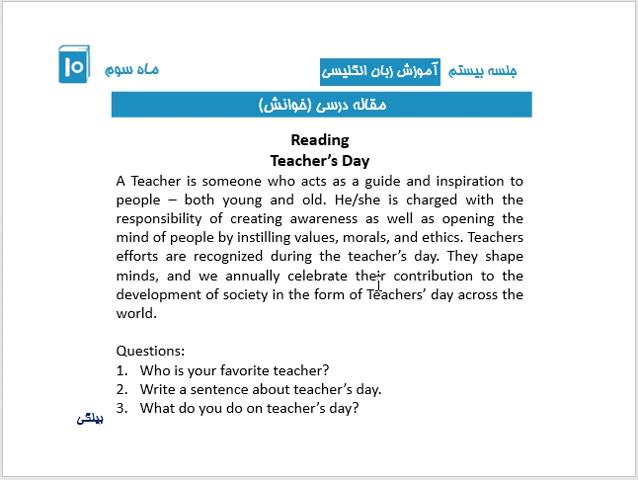 جلسه بیستم آموزش زبان انگلیسی ماه سوم ۱۵
مقاله درسی (خوانش)
Reading
Teacher’s Day
A Teacher is someone who acts as a guide and inspiration to
people – both young and old. He/she is charged with the
responsibility of creating awareness as well as opening the
mind of people by instilling values, morals, and ethics. Teachers
efforts are recognized during the teacher’s day. They shape
minds, and we annually celebrate their contribution to the
development of society in the form of Teachers’ day across the
world.
Questions:
1. Who is your favorite teacher?
2. Write a sentence about teacher’s day.
3. What do you do on teacher’s day?
بیلگی